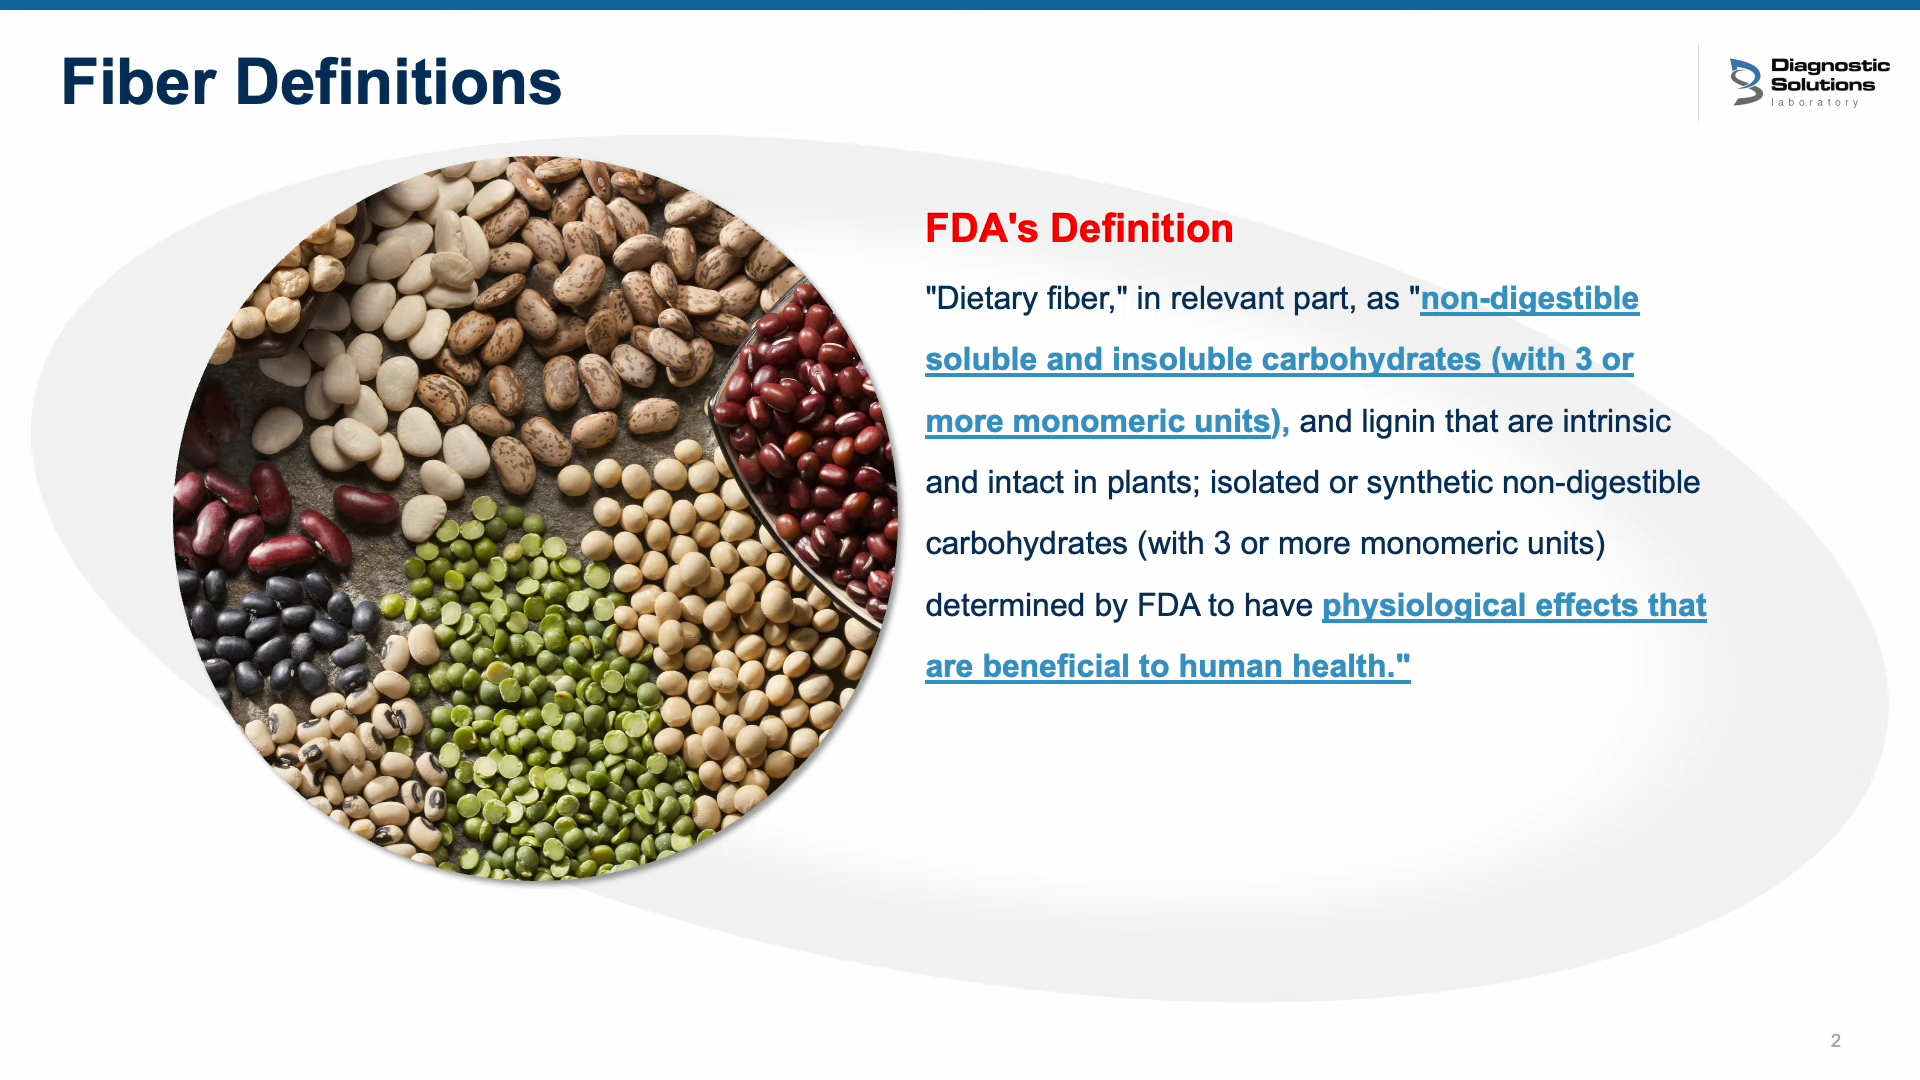 Fiber Definitions
Diagnostic
Solutions
laboratory
FDA's Definition
"Dietary fiber," in relevant part, as "non-digestible
soluble and insoluble carbohydrates (with 3 or
more monomeric units), and lignin that are intrinsic
and intact in plants; isolated or synthetic non-digestible
carbohydrates (with 3 or more monomeric units)
determined by FDA to have physiological effects that
are beneficial to human health."
2